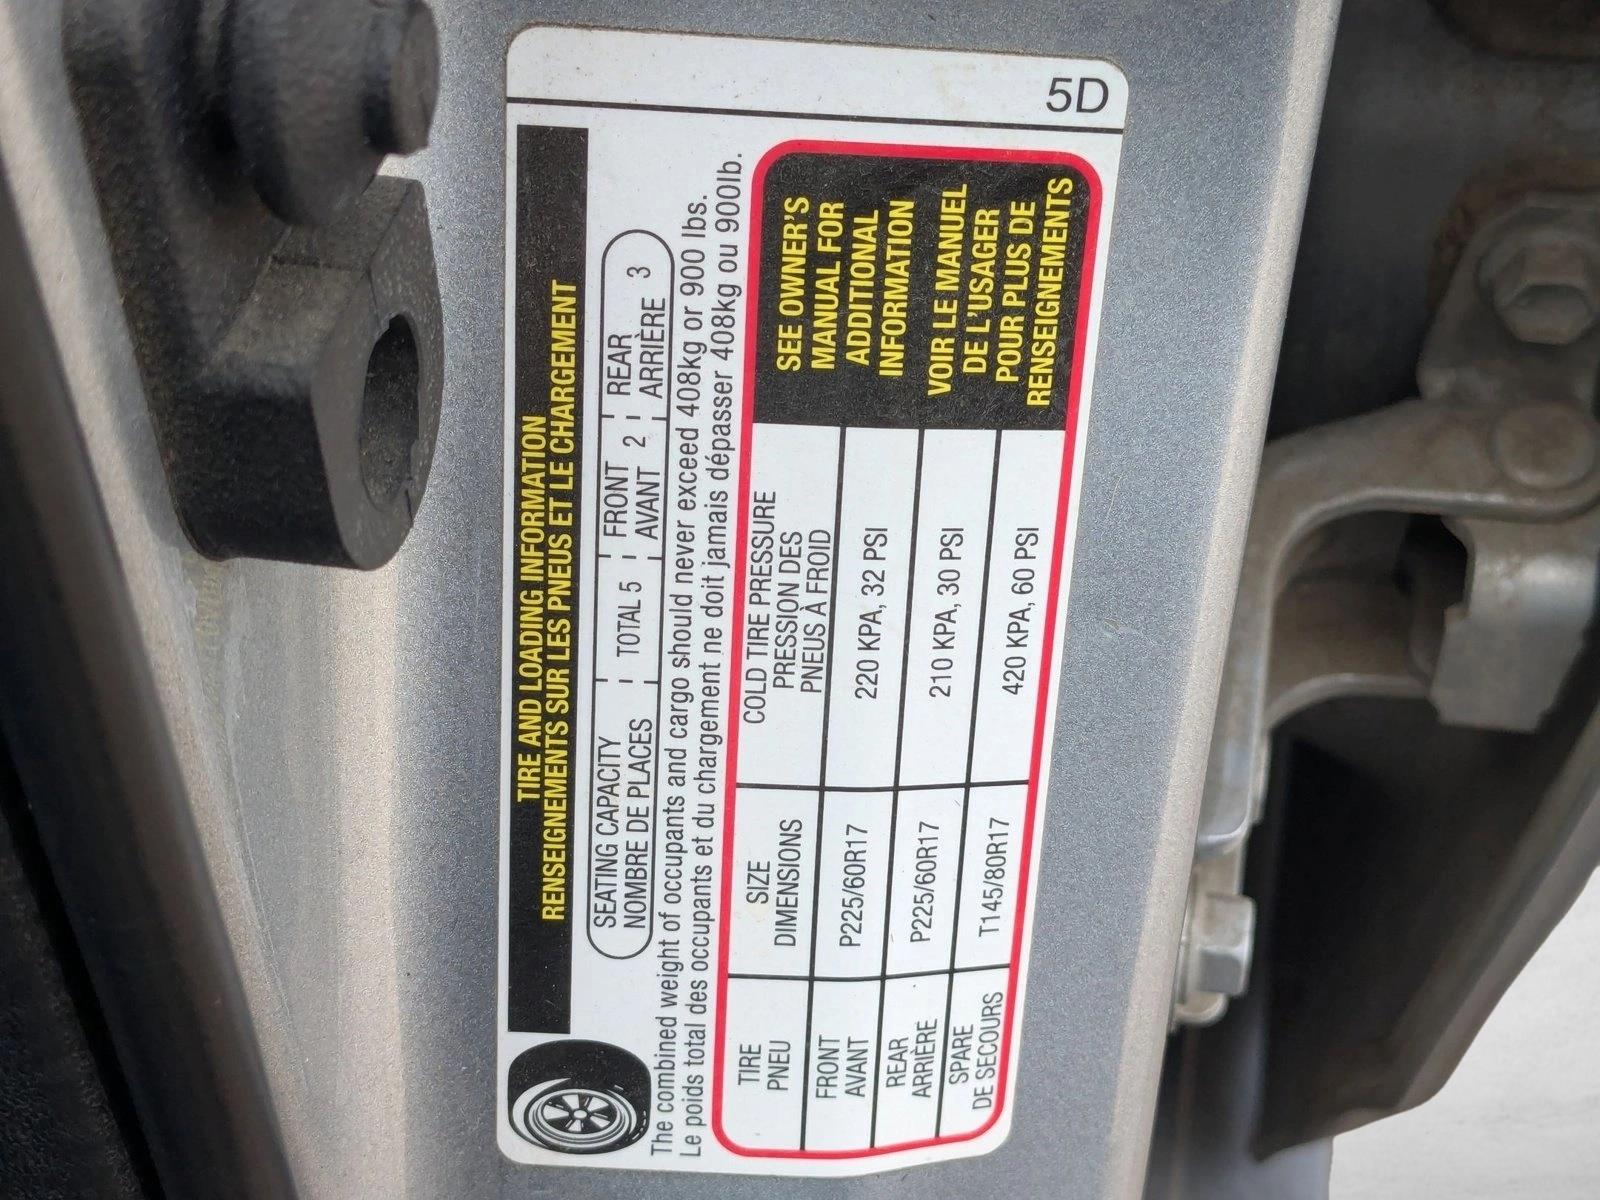 5D
TIRE AND LOADING INFORMATION
RENSEIGNEMENTS SUR LES PNEUS ET LE CHARGEMENT
SEATING CAPACITY
NOMBRE DE PLACES
TOTAL 5
FRONT
AVANT 2
REAR
ARRIÈRE 3
The combined weight of occupants and cargo should never exceed 408kg or 900 lbs.
Le poids total des occupants et du chargement ne doit jamais dépasser 408kg ou 900lb.
TIRE
PNEU
SIZE
DIMENSIONS
COLD TIRE PRESSURE
PRESSION DES
PNEUS À FROID
FRONT
AVANT
P225/60R17
220 KPA, 32 PSI
REAR
ARRIÈRE
P225/60R17
210 KPA, 30 PSI
SPARE
DE SECOURS
T145/80R17
420 KPA, 60 PSI
SEE OWNER'S
MANUAL FOR
ADDITIONAL
INFORMATION
VOIR LE MANUEL
DE L'USAGER
POUR PLUS DE
RENSEIGNEMENTS